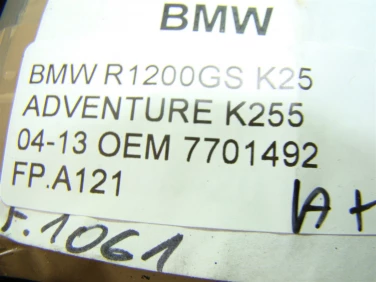 BMW
BMW R1200GS K25
ADVENTURE K255
04-13 OEM 7701492
FP.A121
A+
F.1061